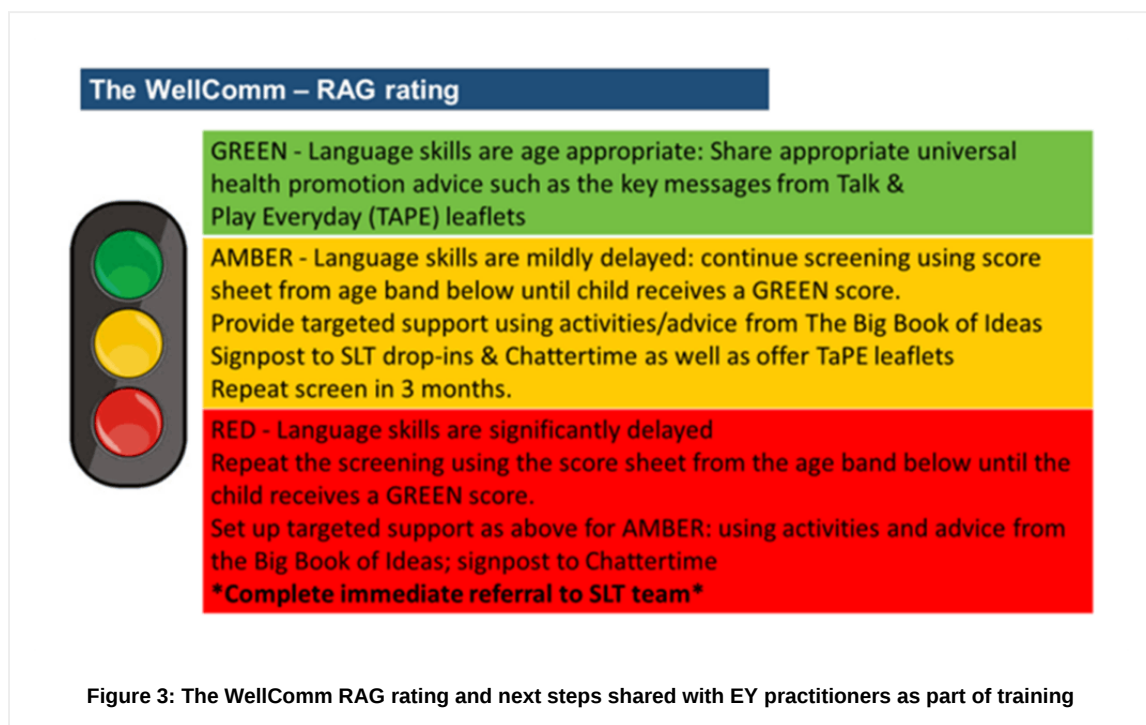 The WellComm – RAG rating
GREEN - Language skills are age appropriate: Share appropriate universal
health promotion advice such as the key messages from Talk &
Play Everyday (TAPE) leaflets
AMBER - Language skills are mildly delayed: continue screening using score
sheet from age band below until child receives a GREEN score.
Provide targeted support using activities/advice from The Big Book of Ideas
Signpost to SLT drop-ins & Chattertime as well as offer TaPE leaflets
Repeat screen in 3 months.
RED - Language skills are significantly delayed
Repeat the screening using the score sheet from the age band below until the
child receives a GREEN score.
Set up targeted support as above for AMBER: using activities and advice from
the Big Book of Ideas; signpost to Chattertime
*Complete immediate referral to SLT team*
Figure 3: The WellComm RAG rating and next steps shared with EY practitioners as part of training